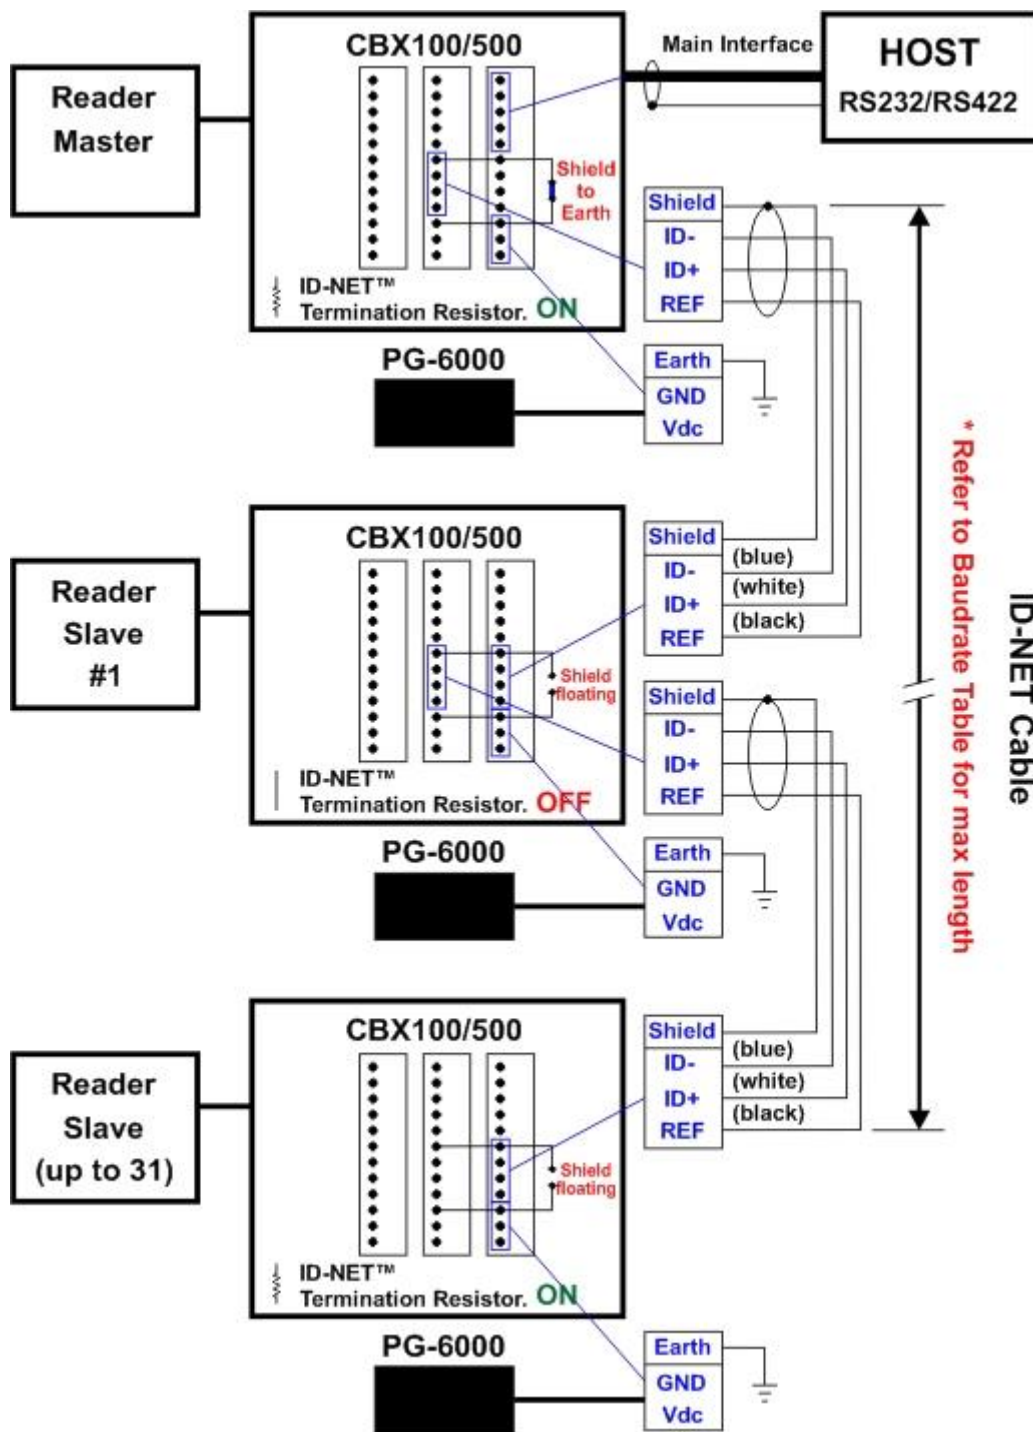 CBX100/500
Main Interface
HOST
RS232/RS422
Reader
Master
Shield
to
Earth
ID-NET™
Termination Resistor. ON
Shield
ID-
ID+
REF
PG-6000
Earth
GND
Vdc
CBX100/500
Reader
Slave
#1
Shield
floating
ID-NET™
Termination Resistor. OFF
Shield
ID-
(blue)
ID+
(white)
REF
(black)
Shield
ID-
ID+
REF
PG-6000
Earth
GND
Vdc
CBX100/500
Reader
Slave
(up to 31)
Shield
floating
ID-NET™
Termination Resistor. ON
Shield
ID-
(blue)
ID+
(white)
REF
(black)
PG-6000
Earth
GND
Vdc
* Refer to Baudrate Table for max length
ID-NET Cable